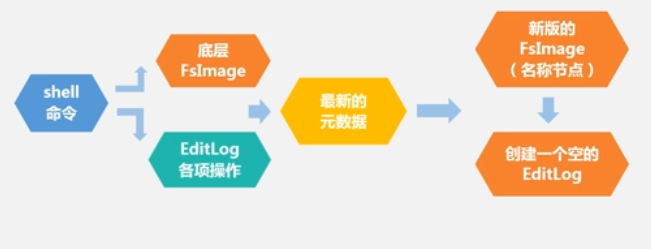 shell
命令
底层
FsImage
EditLog
各项操作
最新的
元数据
新版的
FsImage
（名称节点）
创建一个空的
EditLog